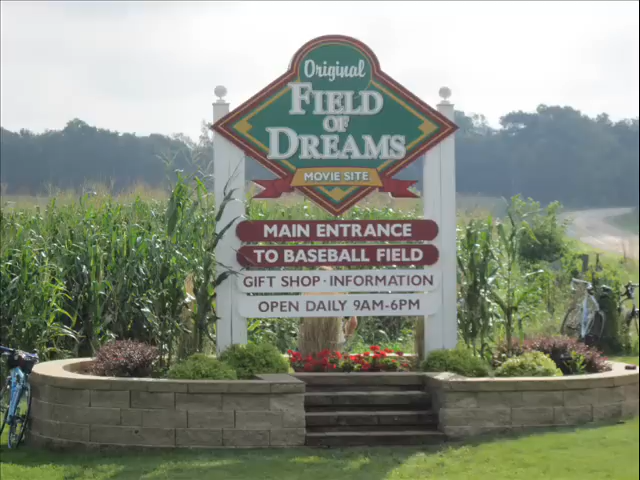 Original
FIELD
OF
DREAMS
MOVIE SITE
MAIN ENTRANCE
TO BASEBALL FIELD
GIFT SHOP · INFORMATION
OPEN DAILY 9AM-6PM